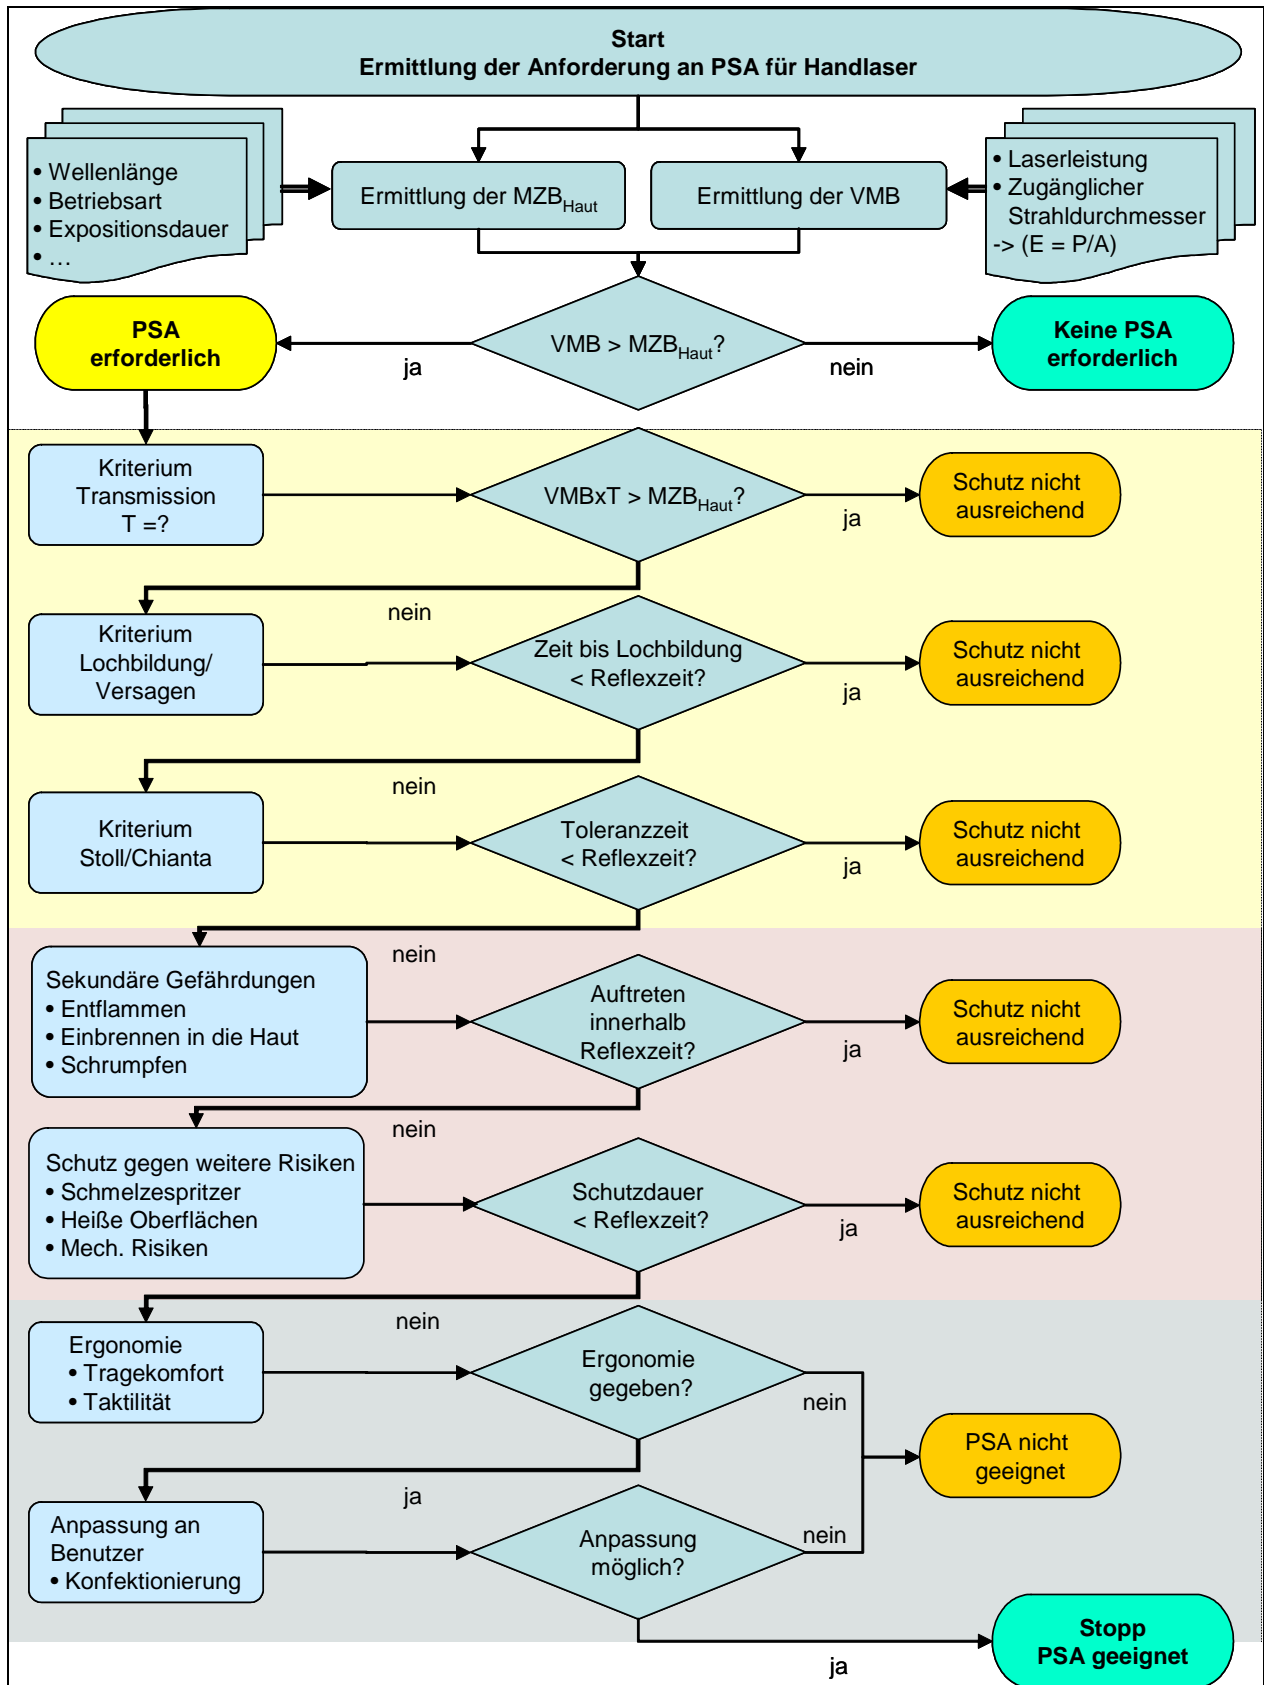 Start
Ermittlung der Anforderung an PSA für Handlaser
• Wellenlänge
• Betriebsart
• Expositionsdauer
• …
Ermittlung der MZB_Haut
Ermittlung der VMB
• Laserleistung
• Zugänglicher
Strahldurchmesser
-> (E = P/A)
PSA
erforderlich
ja
VMB > MZB_Haut?
nein
Keine PSA
erforderlich
Kriterium
Transmission
T =?
VMBxT > MZB_Haut?
ja
Schutz nicht
ausreichend
nein
Kriterium
Lochbildung/
Versagen
Zeit bis Lochbildung
< Reflexzeit?
ja
Schutz nicht
ausreichend
nein
Kriterium
Stoll/Chianta
Toleranzzeit
< Reflexzeit?
ja
Schutz nicht
ausreichend
nein
Sekundäre Gefährdungen
• Entflammen
• Einbrennen in die Haut
• Schrumpfen
Auftreten
innerhalb
Reflexzeit?
ja
Schutz nicht
ausreichend
nein
Schutz gegen weitere Risiken
• Schmelzespritzer
• Heiße Oberflächen
• Mech. Risiken
Schutzdauer
< Reflexzeit?
ja
Schutz nicht
ausreichend
nein
Ergonomie
• Tragekomfort
• Taktilität
Ergonomie
gegeben?
nein
PSA nicht
geeignet
ja
Anpassung an
Benutzer
• Konfektionierung
Anpassung
möglich?
nein
ja
Stopp
PSA geeignet